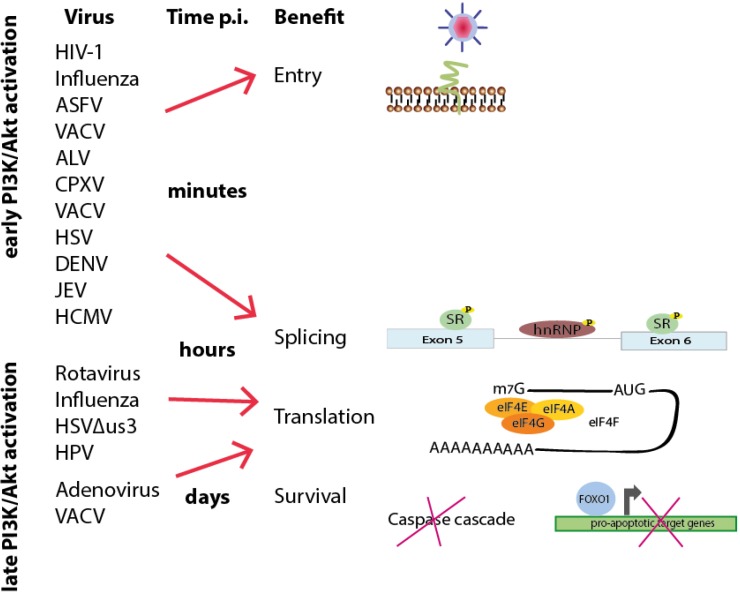 Virus Time p.i. Benefit
early PI3K/Akt activation
HIV-1
Influenza
ASFV
VACV
ALV
CPXV
VACV
HSV
DENV
JEV
HCMV
minutes
hours
Entry
Splicing
SR P
hnRNP P
SR P
Exon 5
Exon 6
late PI3K/Akt activation
Rotavirus
Influenza
HSVΔus3
HPV
Adenovirus
VACV
days
Translation
m7G AUG
eIF4E eIF4A
eIF4G eIF4F
AAAAAAAAAA
Survival
Caspase cascade
FOXO1
pro-apoptotic target genes